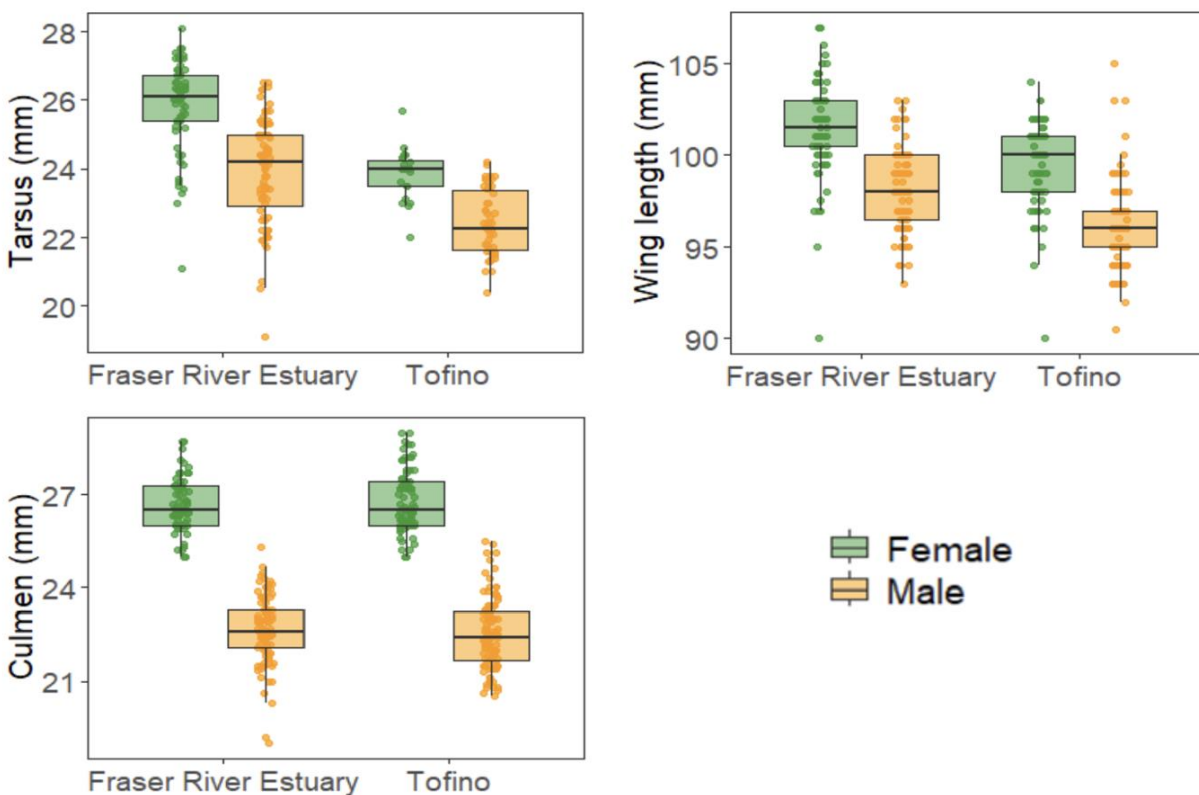 Tarsus (mm)
28
26
24
22
20
Fraser River Estuary
Tofino
Wing length (mm)
105
100
95
90
Fraser River Estuary
Tofino
Culmen (mm)
27
24
21
Fraser River Estuary
Tofino
Female
Male